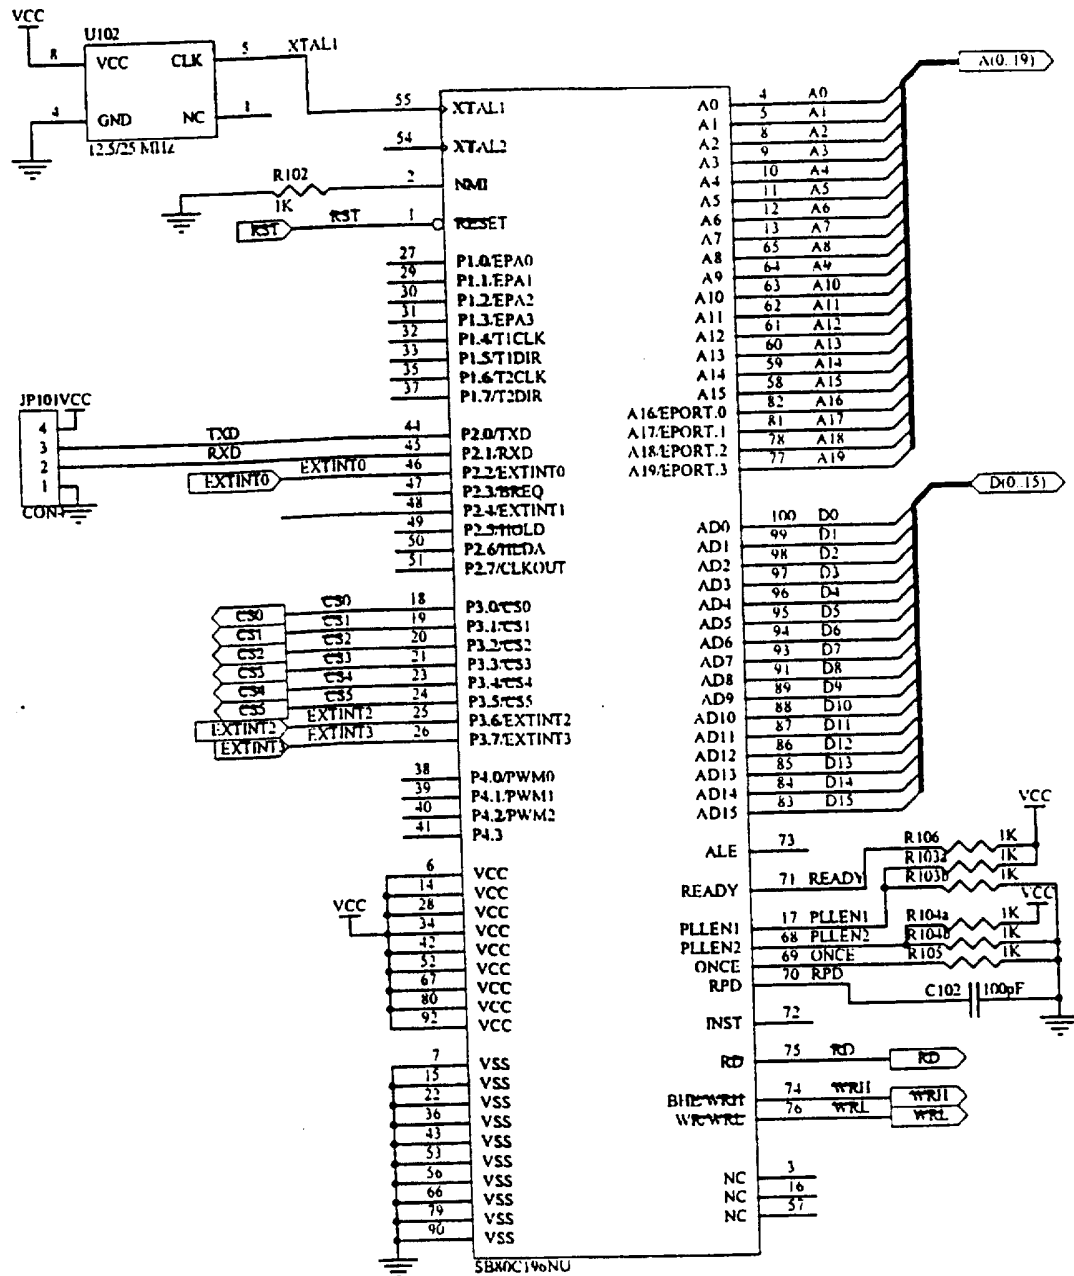 VCC
U102
8 VCC CLK 5 XTAL1
4 GND NC 1
12.5/25 MHz
55 XTAL1
54 XTAL2
R102 2 NMI
1K
RST RST 1 RESET
27 P1.0/EPA0
29 P1.1/EPA1
30 P1.2/EPA2
31 P1.3/EPA3
32 P1.4/T1CLK
33 P1.5/T1DIR
35 P1.6/T2CLK
37 P1.7/T2DIR
JP101 VCC
4
3 TXD 44 P2.0/TXD
2 RXD 45 P2.1/RXD
1
CON4
EXTINT0 EXTINT0 46 P2.2/EXTINT0
47 P2.3/BREQ
48 P2.4/EXTINT1
49 P2.5/HOLD
50 P2.6/HLDA
51 P2.7/CLKOUT
CS0 CS0 18 P3.0/CS0
CS1 CS1 19 P3.1/CS1
CS2 CS2 20 P3.2/CS2
CS3 CS3 21 P3.3/CS3
CS4 CS4 23 P3.4/CS4
CS5 CS5 24 P3.5/CS5
EXTINT2 EXTINT2 25 P3.6/EXTINT2
EXTINT3 EXTINT3 26 P3.7/EXTINT3
38 P4.0/PWM0
39 P4.1/PWM1
40 P4.2/PWM2
41 P4.3
VCC
6 VCC
14 VCC
28 VCC
34 VCC
42 VCC
52 VCC
67 VCC
80 VCC
92 VCC
7 VSS
15 VSS
22 VSS
36 VSS
43 VSS
53 VSS
56 VSS
66 VSS
79 VSS
90 VSS
A(0..19)
A0 4 A0
A1 5 A1
A2 8 A2
A3 9 A3
A4 10 A4
A5 11 A5
A6 12 A6
A7 13 A7
A8 65 A8
A9 64 A9
A10 63 A10
A11 62 A11
A12 61 A12
A13 60 A13
A14 59 A14
A15 58 A15
A16/EPORT.0 82 A16
A17/EPORT.1 81 A17
A18/EPORT.2 78 A18
A19/EPORT.3 77 A19
D(0..15)
AD0 100 D0
AD1 99 D1
AD2 98 D2
AD3 97 D3
AD4 96 D4
AD5 95 D5
AD6 94 D6
AD7 93 D7
AD8 91 D8
AD9 89 D9
AD10 88 D10
AD11 87 D11
AD12 86 D12
AD13 85 D13
AD14 84 D14
AD15 83 D15
VCC
ALE 73
R106 1K
R103a 1K
READY 71 READY
R103b 1K
VCC
PLLEN1 17 PLLEN1
R104a 1K
PLLEN2 68 PLLEN2
R104b 1K
ONCE 69 ONCE
R105 1K
RPD 70 RPD
C102 100pF
INST 72
RD 75 RD RD
BHE/WRH 74 WRH WRH
WR/WRL 76 WRL WRL
NC 3
NC 16
NC 57
SB80C196NU